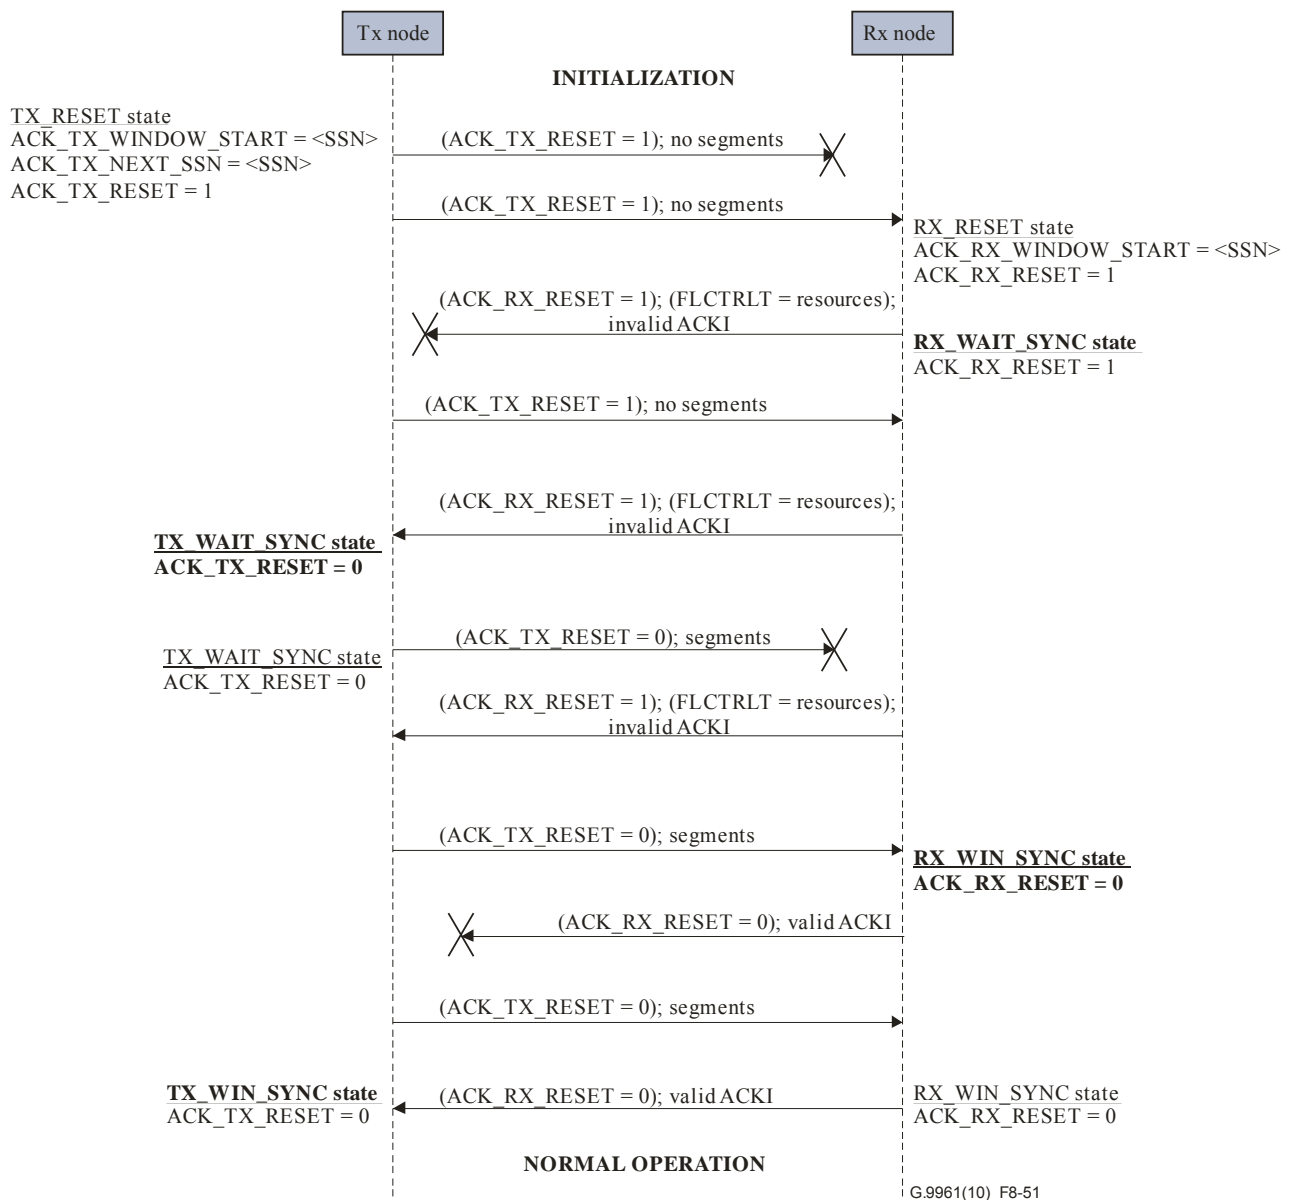 Tx node
Rx node
INITIALIZATION
TX_RESET state
ACK_TX_WINDOW_START = <SSN>
ACK_TX_NEXT_SSN = <SSN>
ACK_TX_RESET = 1
(ACK_TX_RESET = 1); no segments
(ACK_TX_RESET = 1); no segments
RX_RESET state
ACK_RX_WINDOW_START = <SSN>
ACK_RX_RESET = 1
(ACK_RX_RESET = 1); (FLCTRLT = resources);
invalid ACKI
RX_WAIT_SYNC state
ACK_RX_RESET = 1
(ACK_TX_RESET = 1); no segments
(ACK_RX_RESET = 1); (FLCTRLT = resources);
invalid ACKI
TX_WAIT_SYNC state
ACK_TX_RESET = 0
(ACK_TX_RESET = 0); segments
TX_WAIT_SYNC state
ACK_TX_RESET = 0
(ACK_RX_RESET = 1); (FLCTRLT = resources);
invalid ACKI
(ACK_TX_RESET = 0); segments
RX_WIN_SYNC state
ACK_RX_RESET = 0
(ACK_RX_RESET = 0); valid ACKI
(ACK_TX_RESET = 0); segments
TX_WIN_SYNC state
ACK_TX_RESET = 0
(ACK_RX_RESET = 0); valid ACKI
RX_WIN_SYNC state
ACK_RX_RESET = 0
NORMAL OPERATION
G.9961(10)_F8-51